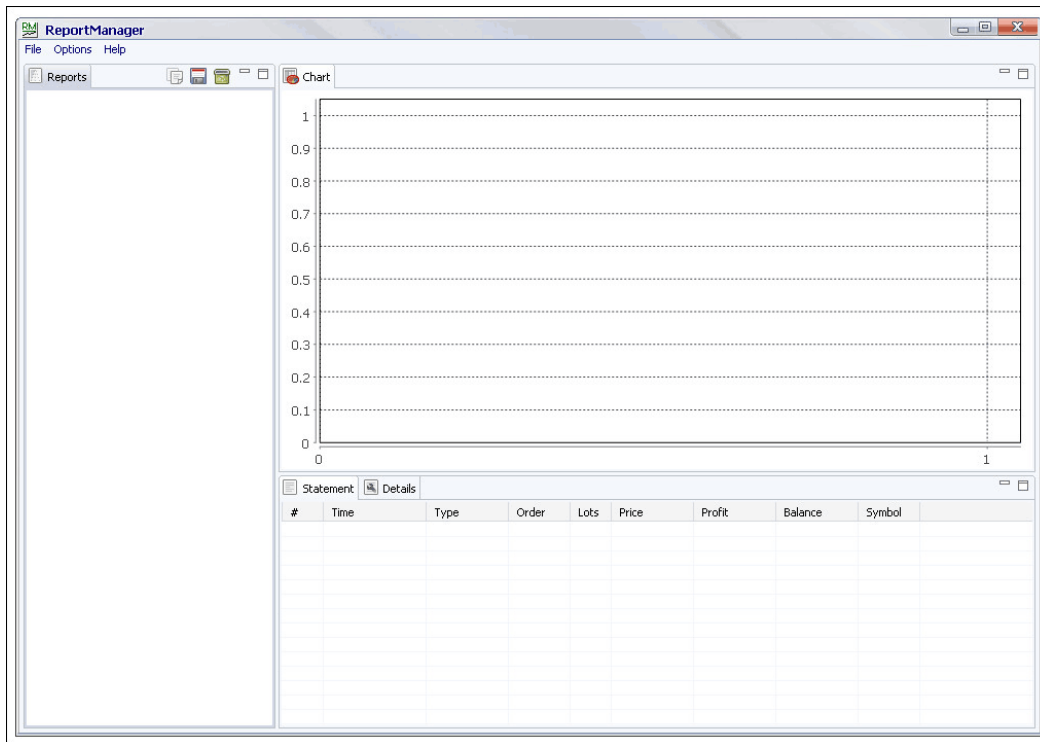 RM ReportManager
File Options Help
Reports
Chart
1
0.9
0.8
0.7
0.6
0.5
0.4
0.3
0.2
0.1
0
0 1
Statement Details
# Time Type Order Lots Price Profit Balance Symbol